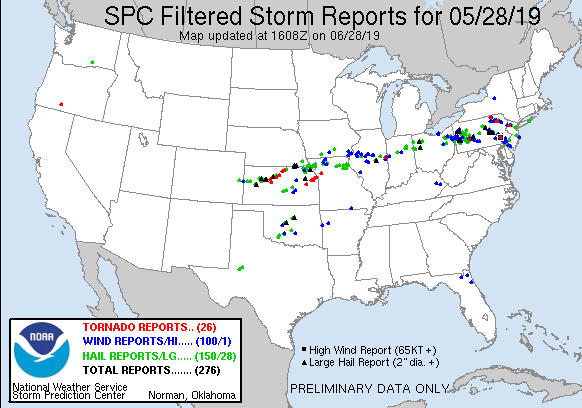 SPC Filtered Storm Reports for 05/28/19
Map updated at 1608Z on 06/28/19
NOAA
TORNADO REPORTS.. (26)
WIND REPORTS/HI..... (100/1)
HAIL REPORTS/LG..... (150/28)
TOTAL REPORTS....... (276)
National Weather Service
Storm Prediction Center Norman, Oklahoma
High Wind Report (65KT +)
Large Hail Report (2" dia. +)
PRELIMINARY DATA ONLY